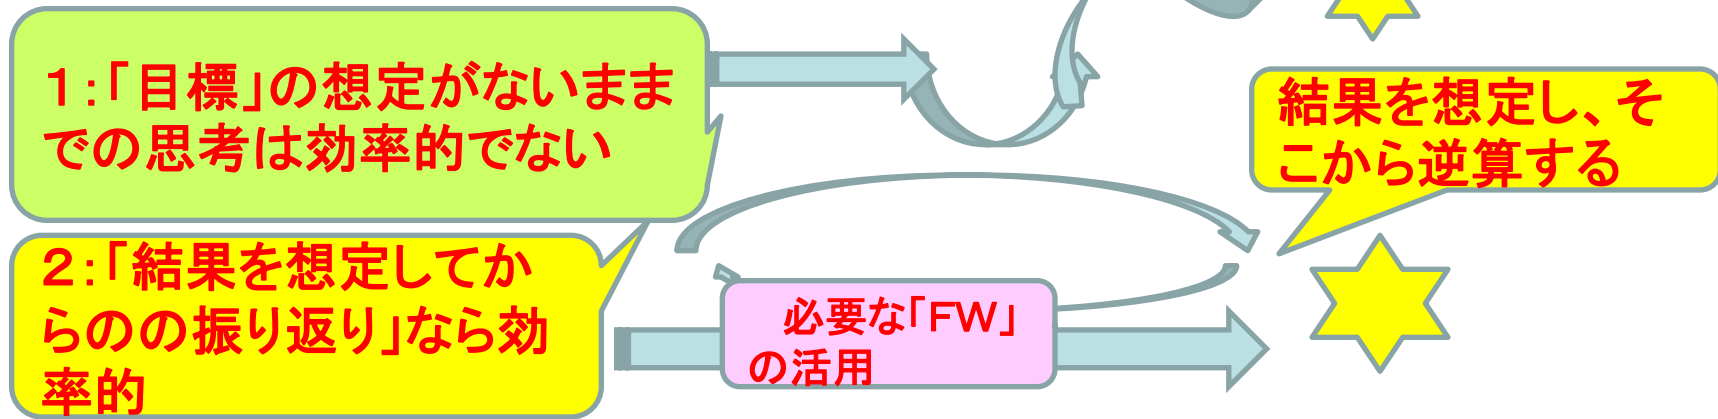 １：「目標」の想定がないまま
での思考は効率的でない
結果を想定し、そ
こから逆算する
２：「結果を想定してか
らのの振り返り」なら効
率的
必要な「ＦＷ」
の活用